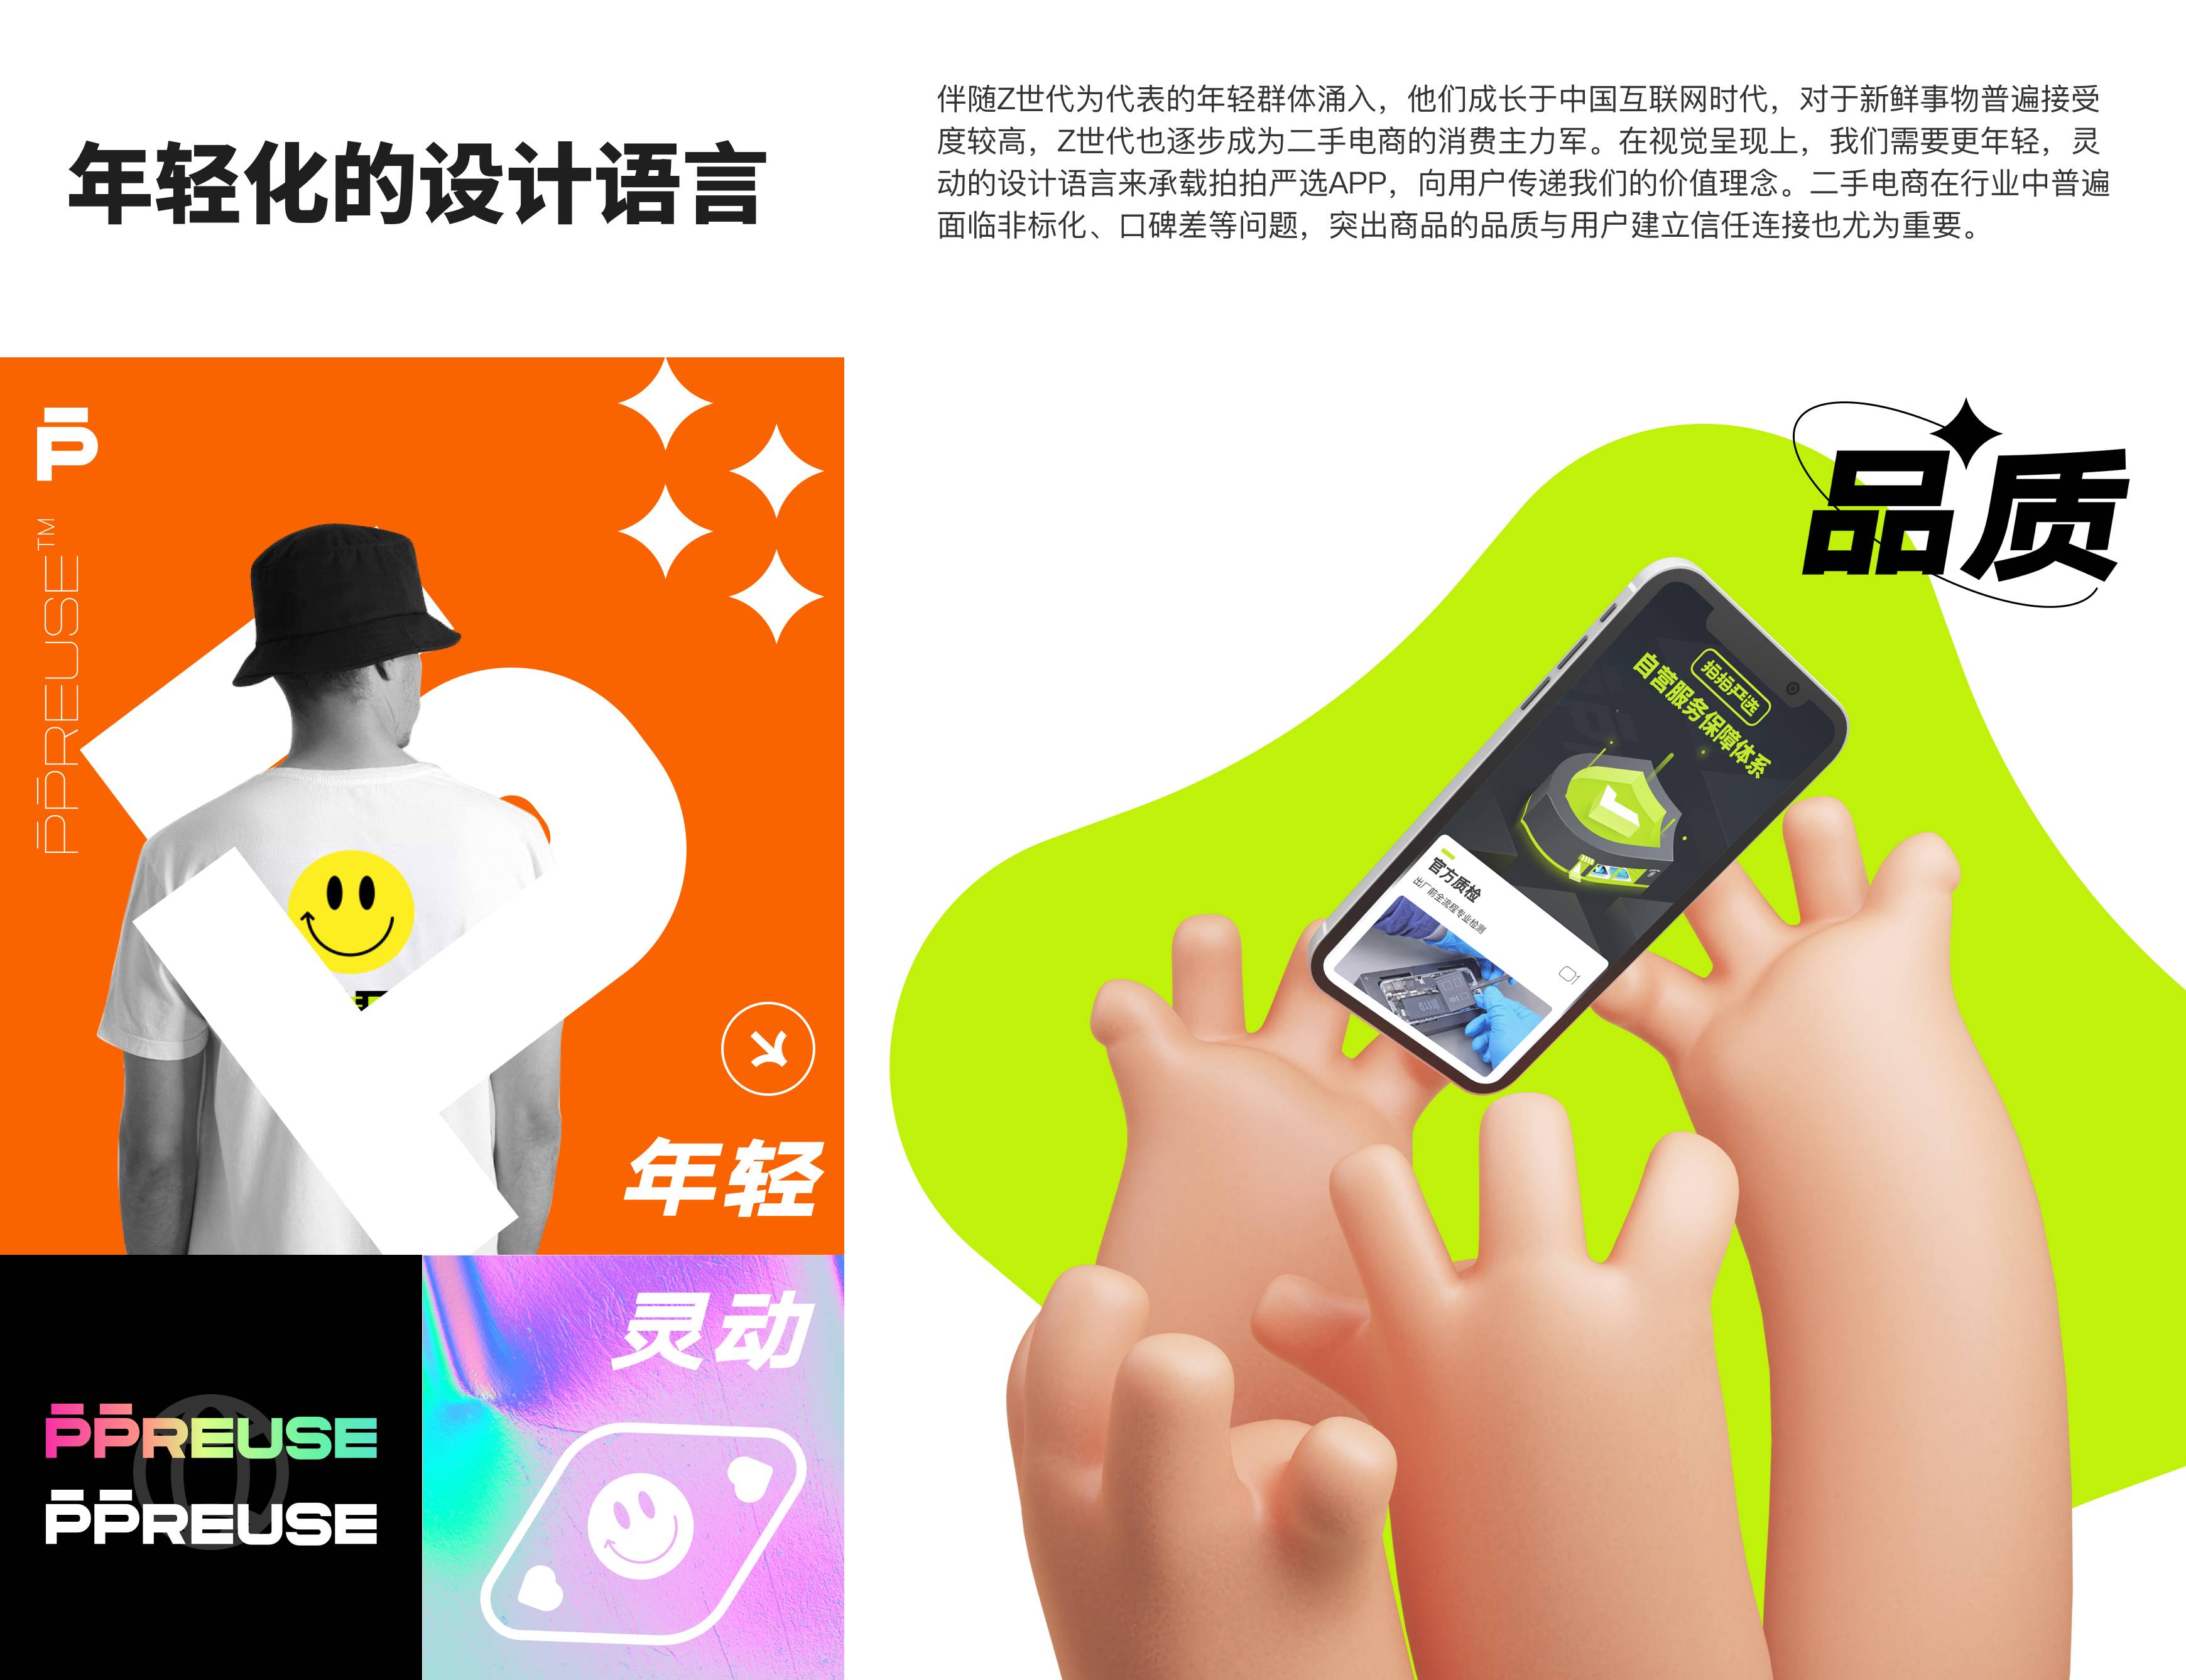 年轻化的设计语言
伴随Z世代为代表的年轻群体涌入，他们成长于中国互联网时代，对于新鲜事物普遍接受
度较高，Z世代也逐步成为二手电商的消费主力军。在视觉呈现上，我们需要更年轻，灵
动的设计语言来承载拍拍严选APP，向用户传递我们的价值理念。二手电商在行业中普遍
面临非标化、口碑差等问题，突出商品的品质与用户建立信任连接也尤为重要。
P̄
P̄P̄REUSE™
年轻
P̄P̄REUSE
P̄P̄REUSE
灵动
品质
拍拍严选
自营服务保障体系
官方质检
出厂前全流程专业检测